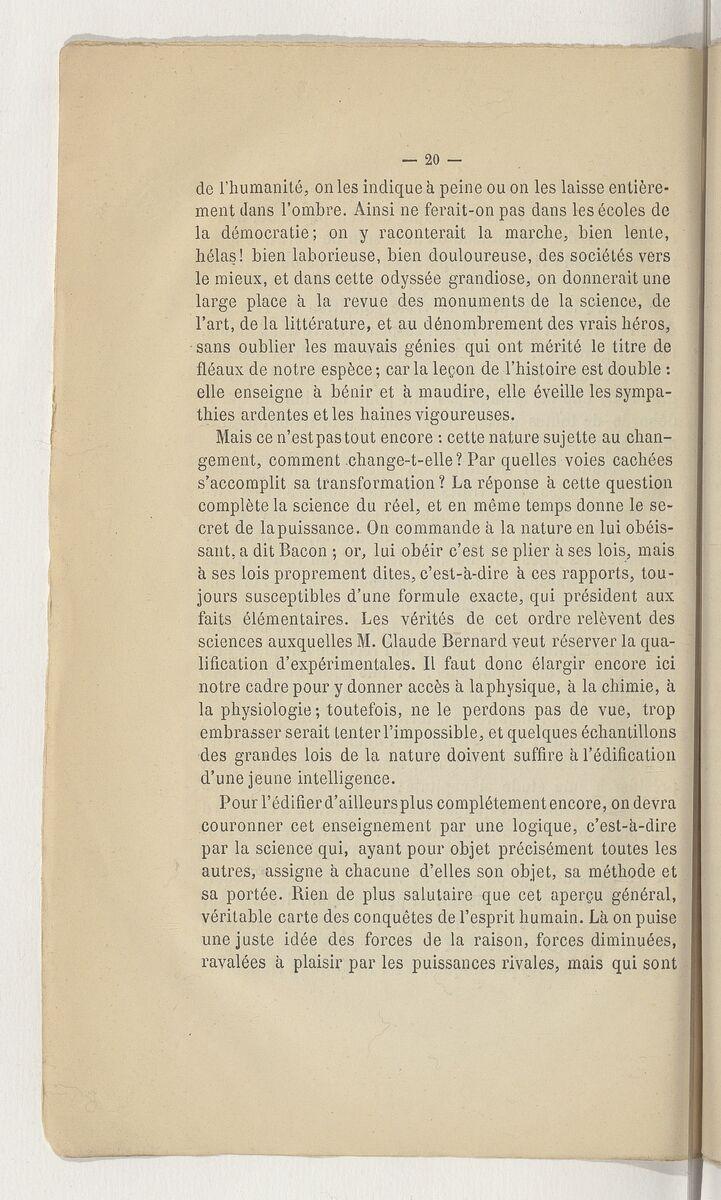 — 20 —
de l'humanité, on les indique à peine ou on les laisse entière-
ment dans l'ombre. Ainsi ne ferait-on pas dans les écoles de
la démocratie; on y raconterait la marche, bien lente,
hélas! bien laborieuse, bien douloureuse, des sociétés vers
le mieux, et dans cette odyssée grandiose, on donnerait une
large place à la revue des monuments de la science, de
l'art, de la littérature, et au dénombrement des vrais héros,
sans oublier les mauvais génies qui ont mérité le titre de
fléaux de notre espèce; car la leçon de l'histoire est double :
elle enseigne à bénir et à maudire, elle éveille les sympa-
thies ardentes et les haines vigoureuses.
Mais ce n'est pas tout encore : cette nature sujette au chan-
gement, comment change-t-elle? Par quelles voies cachées
s'accomplit sa transformation? La réponse à cette question
complète la science du réel, et en même temps donne le se-
cret de la puissance. On commande à la nature en lui obéis-
sant, a dit Bacon ; or, lui obéir c'est se plier à ses lois, mais
à ses lois proprement dites, c'est-à-dire à ces rapports, tou-
jours susceptibles d'une formule exacte, qui président aux
faits élémentaires. Les vérités de cet ordre relèvent des
sciences auxquelles M. Claude Bernard veut réserver la qua-
lification d'expérimentales. Il faut donc élargir encore ici
notre cadre pour y donner accès à la physique, à la chimie, à
la physiologie; toutefois, ne le perdons pas de vue, trop
embrasser serait tenter l'impossible, et quelques échantillons
des grandes lois de la nature doivent suffire à l'édification
d'une jeune intelligence.
Pour l'édifier d'ailleurs plus complétement encore, on devra
couronner cet enseignement par une logique, c'est-à-dire
par la science qui, ayant pour objet précisément toutes les
autres, assigne à chacune d'elles son objet, sa méthode et
sa portée. Rien de plus salutaire que cet aperçu général,
véritable carte des conquêtes de l'esprit humain. Là on puise
une juste idée des forces de la raison, forces diminuées,
ravalées à plaisir par les puissances rivales, mais qui sont